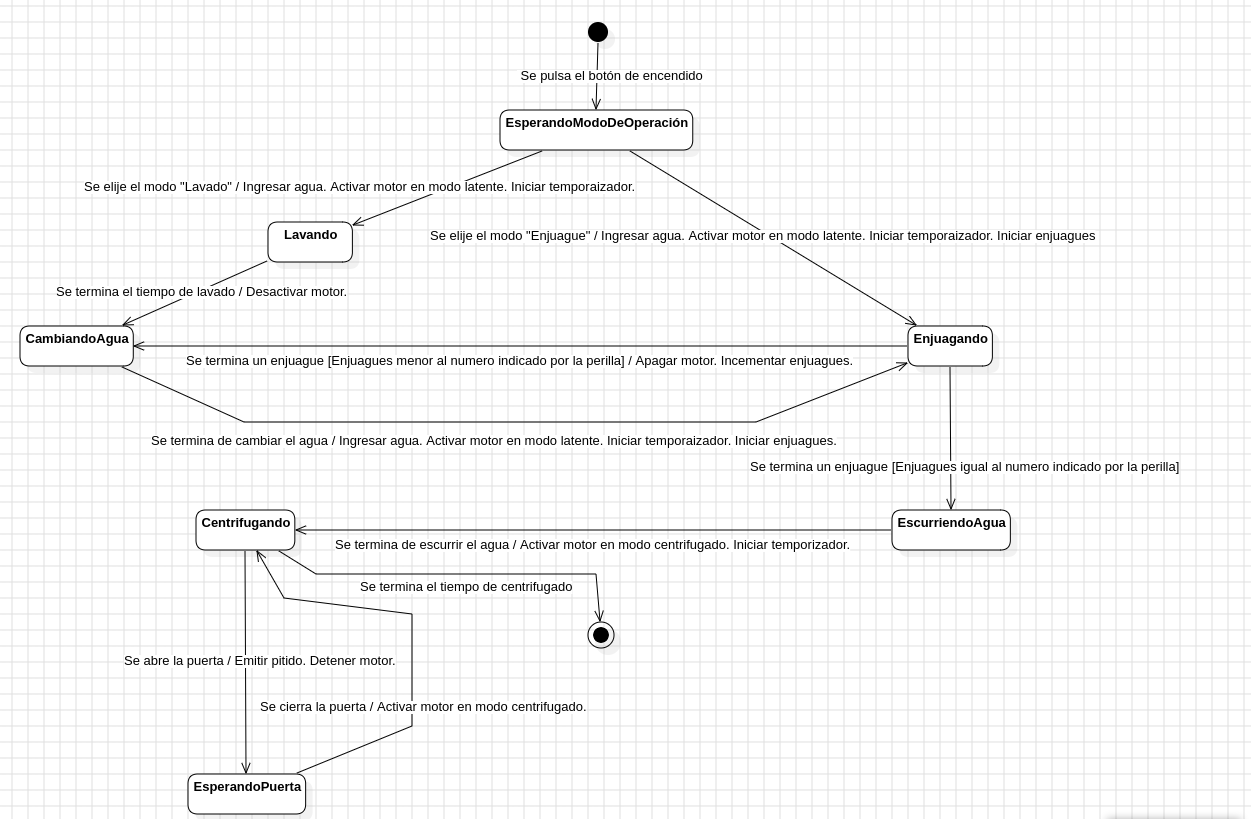 Se pulsa el botón de encendido
EsperandoModoDeOperación
Se elije el modo "Lavado" / Ingresar agua. Activar motor en modo latente. Iniciar temporaizador.
Lavando
Se elije el modo "Enjuague" / Ingresar agua. Activar motor en modo latente. Iniciar temporaizador. Iniciar enjuagues
Se termina el tiempo de lavado / Desactivar motor.
CambiandoAgua
Enjuagando
Se termina un enjuague [Enjuagues menor al numero indicado por la perilla] / Apagar motor. Incementar enjuagues.
Se termina de cambiar el agua / Ingresar agua. Activar motor en modo latente. Iniciar temporaizador. Iniciar enjuagues.
Se termina un enjuague [Enjuagues igual al numero indicado por la perilla]
Centrifugando
EscurriendoAgua
Se termina de escurrir el agua / Activar motor en modo centrifugado. Iniciar temporizador.
Se termina el tiempo de centrifugado
Se abre la puerta / Emitir pitido. Detener motor.
Se cierra la puerta / Activar motor en modo centrifugado.
EsperandoPuerta